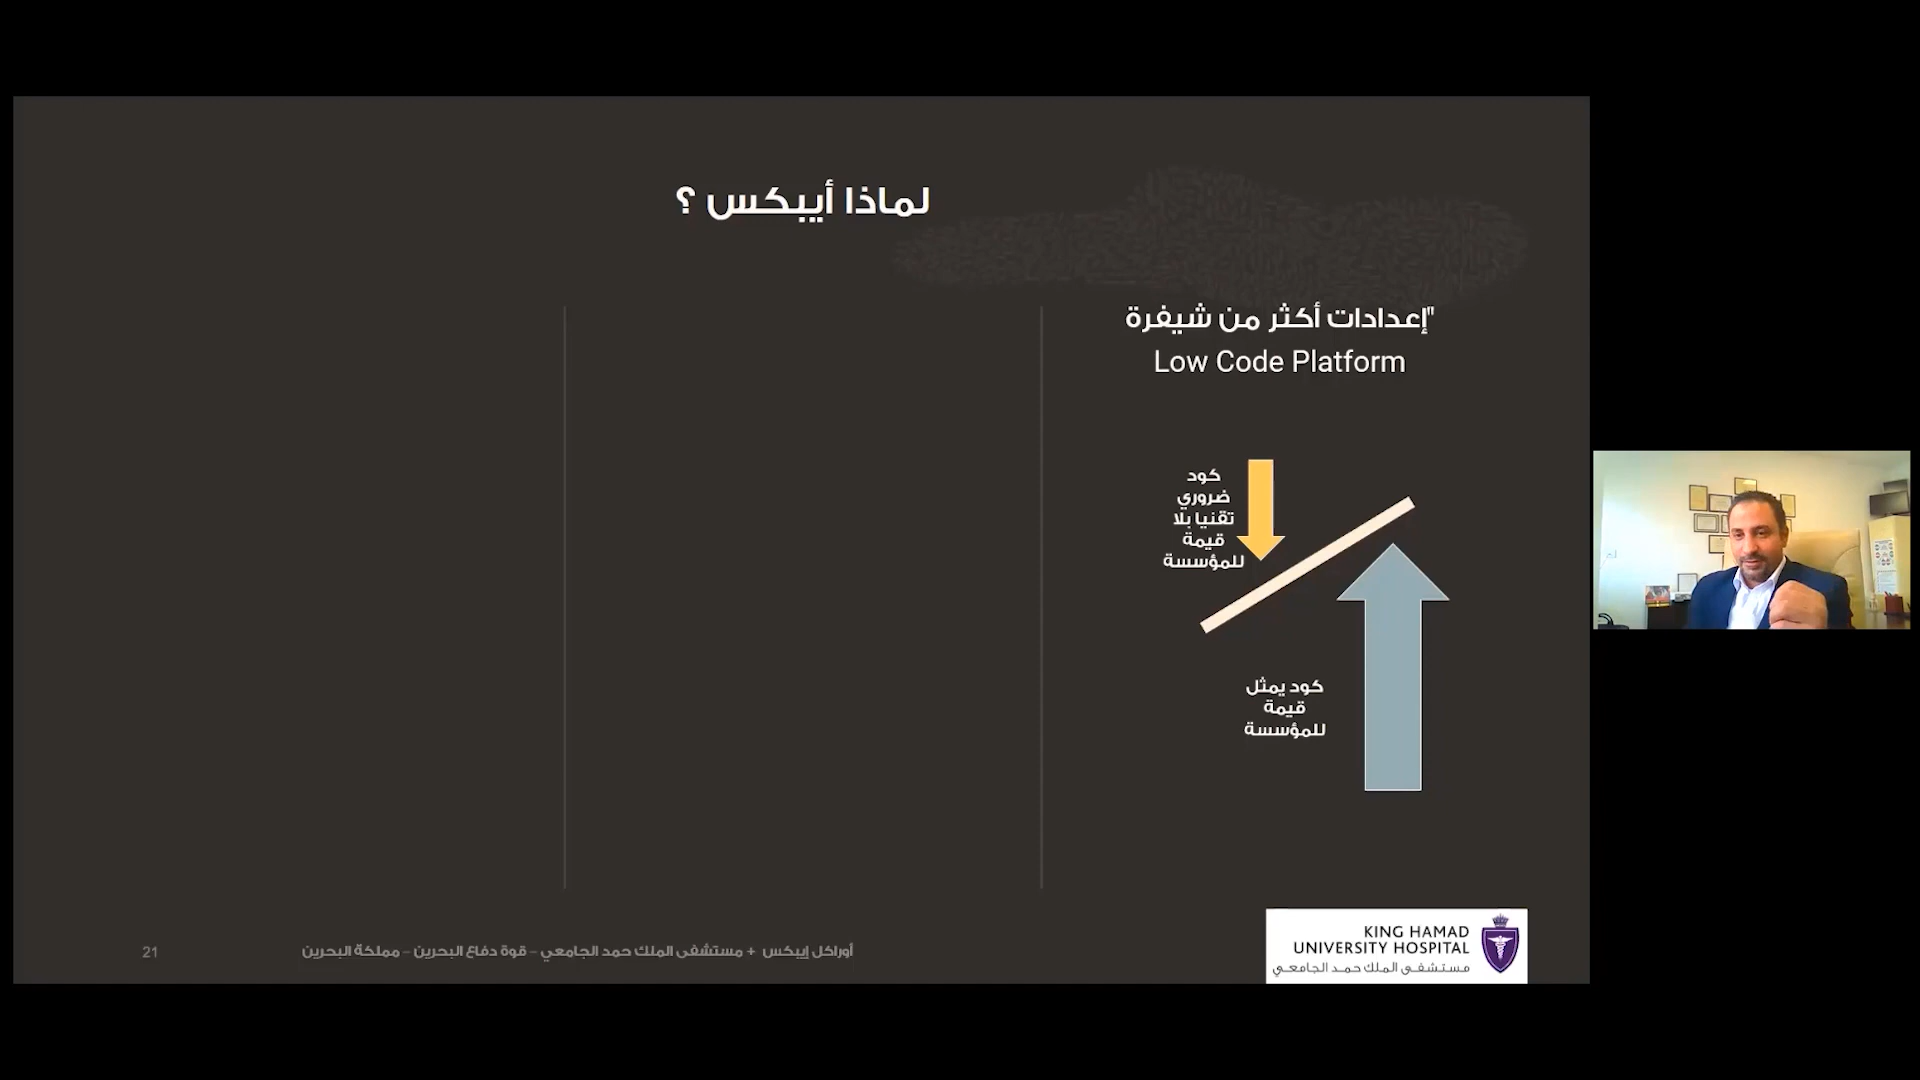 لماذا أيبكس ؟
"إعدادات أكثر من شيفرة
Low Code Platform
كود
ضروري
تقنيا بلا
قيمة
للمؤسسة
كود يمثل
قيمة
للمؤسسة
KING HAMAD
UNIVERSITY HOSPITAL
مستشفى الملك حمد الجامعي
أوراكل إيبكس + مستشفى الملك حمد الجامعي – قوة دفاع البحرين – مملكة البحرين
21